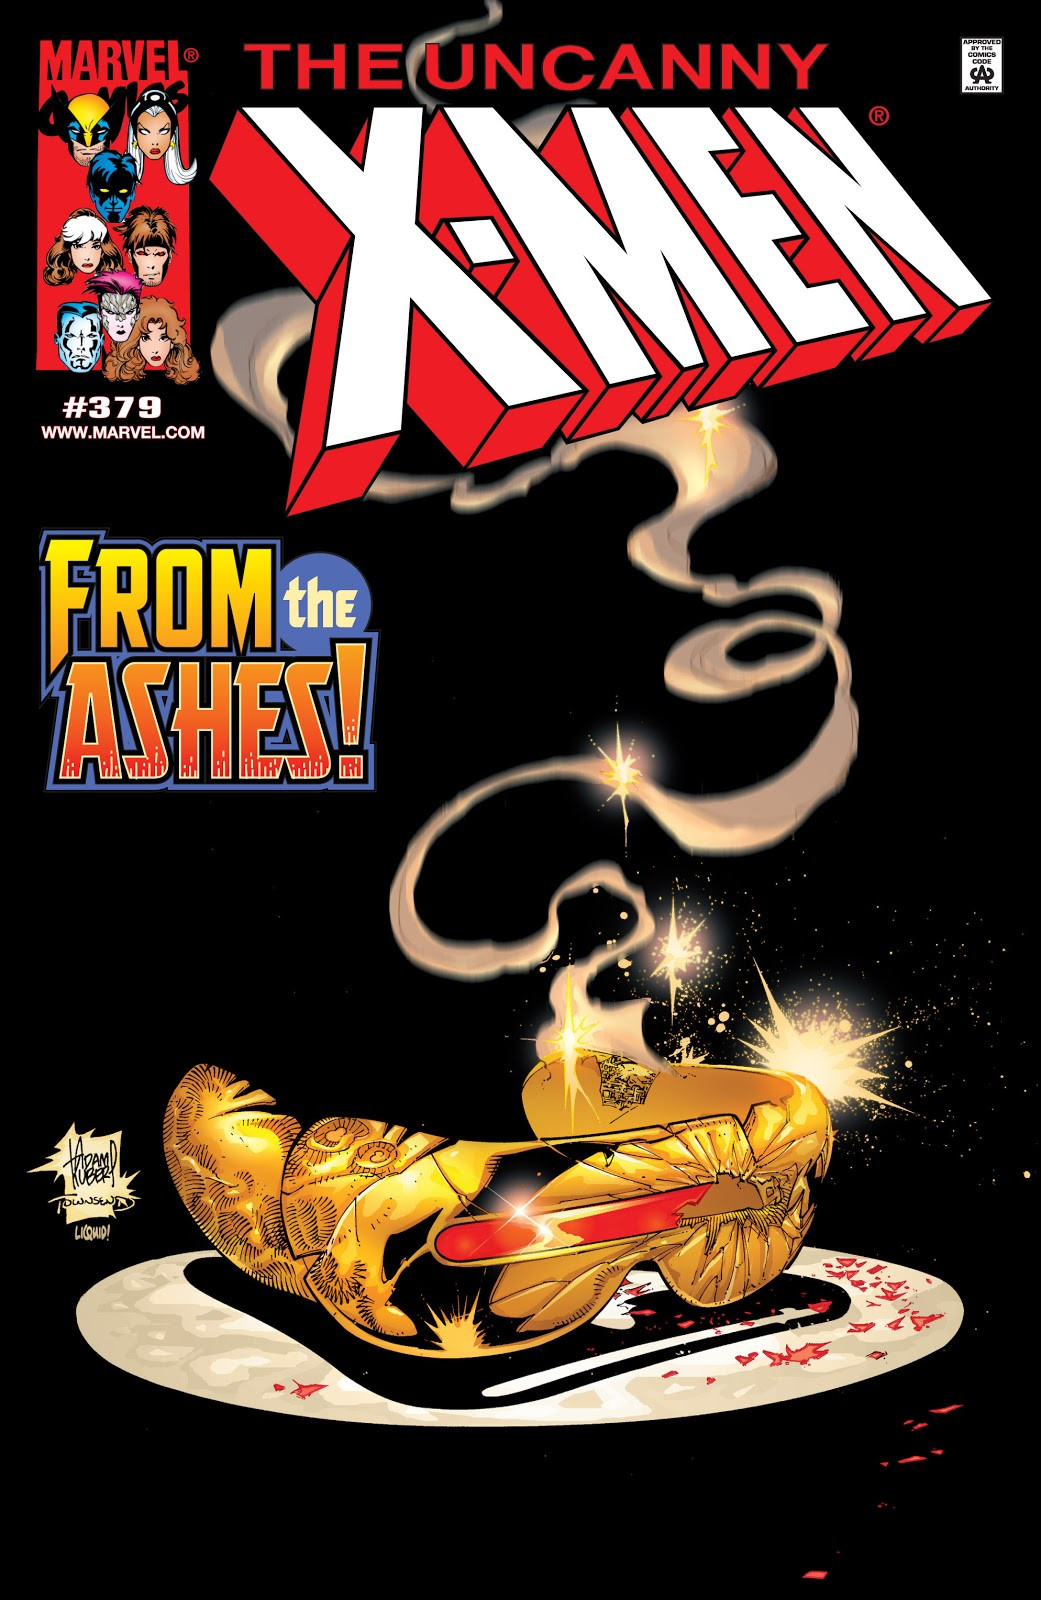 MARVEL®
COMICS
THE UNCANNY
X-MEN®
APPROVED
BY THE
COMICS
CODE
CA
AUTHORITY
#379
WWW.MARVEL.COM
FROM the
ASHES!
ADAM
KUBERT
TOWNSEND
LIQUID!